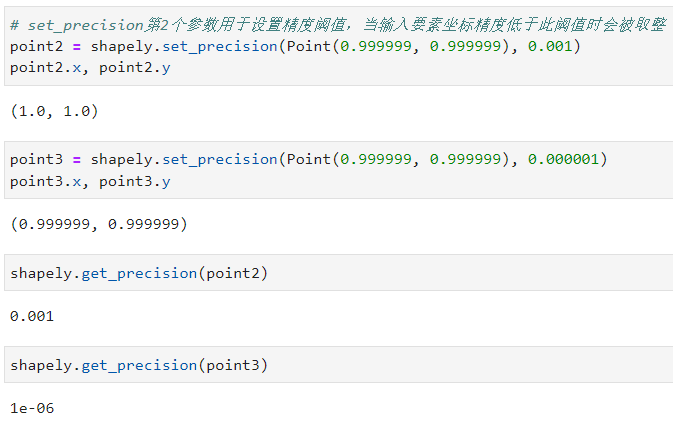 # set_precision第2个参数用于设置精度阈值，当输入要素坐标精度低于此阈值时会被取整
point2 = shapely.set_precision(Point(0.999999, 0.999999), 0.001)
point2.x, point2.y
(1.0, 1.0)
point3 = shapely.set_precision(Point(0.999999, 0.999999), 0.000001)
point3.x, point3.y
(0.999999, 0.999999)
shapely.get_precision(point2)
0.001
shapely.get_precision(point3)
1e-06